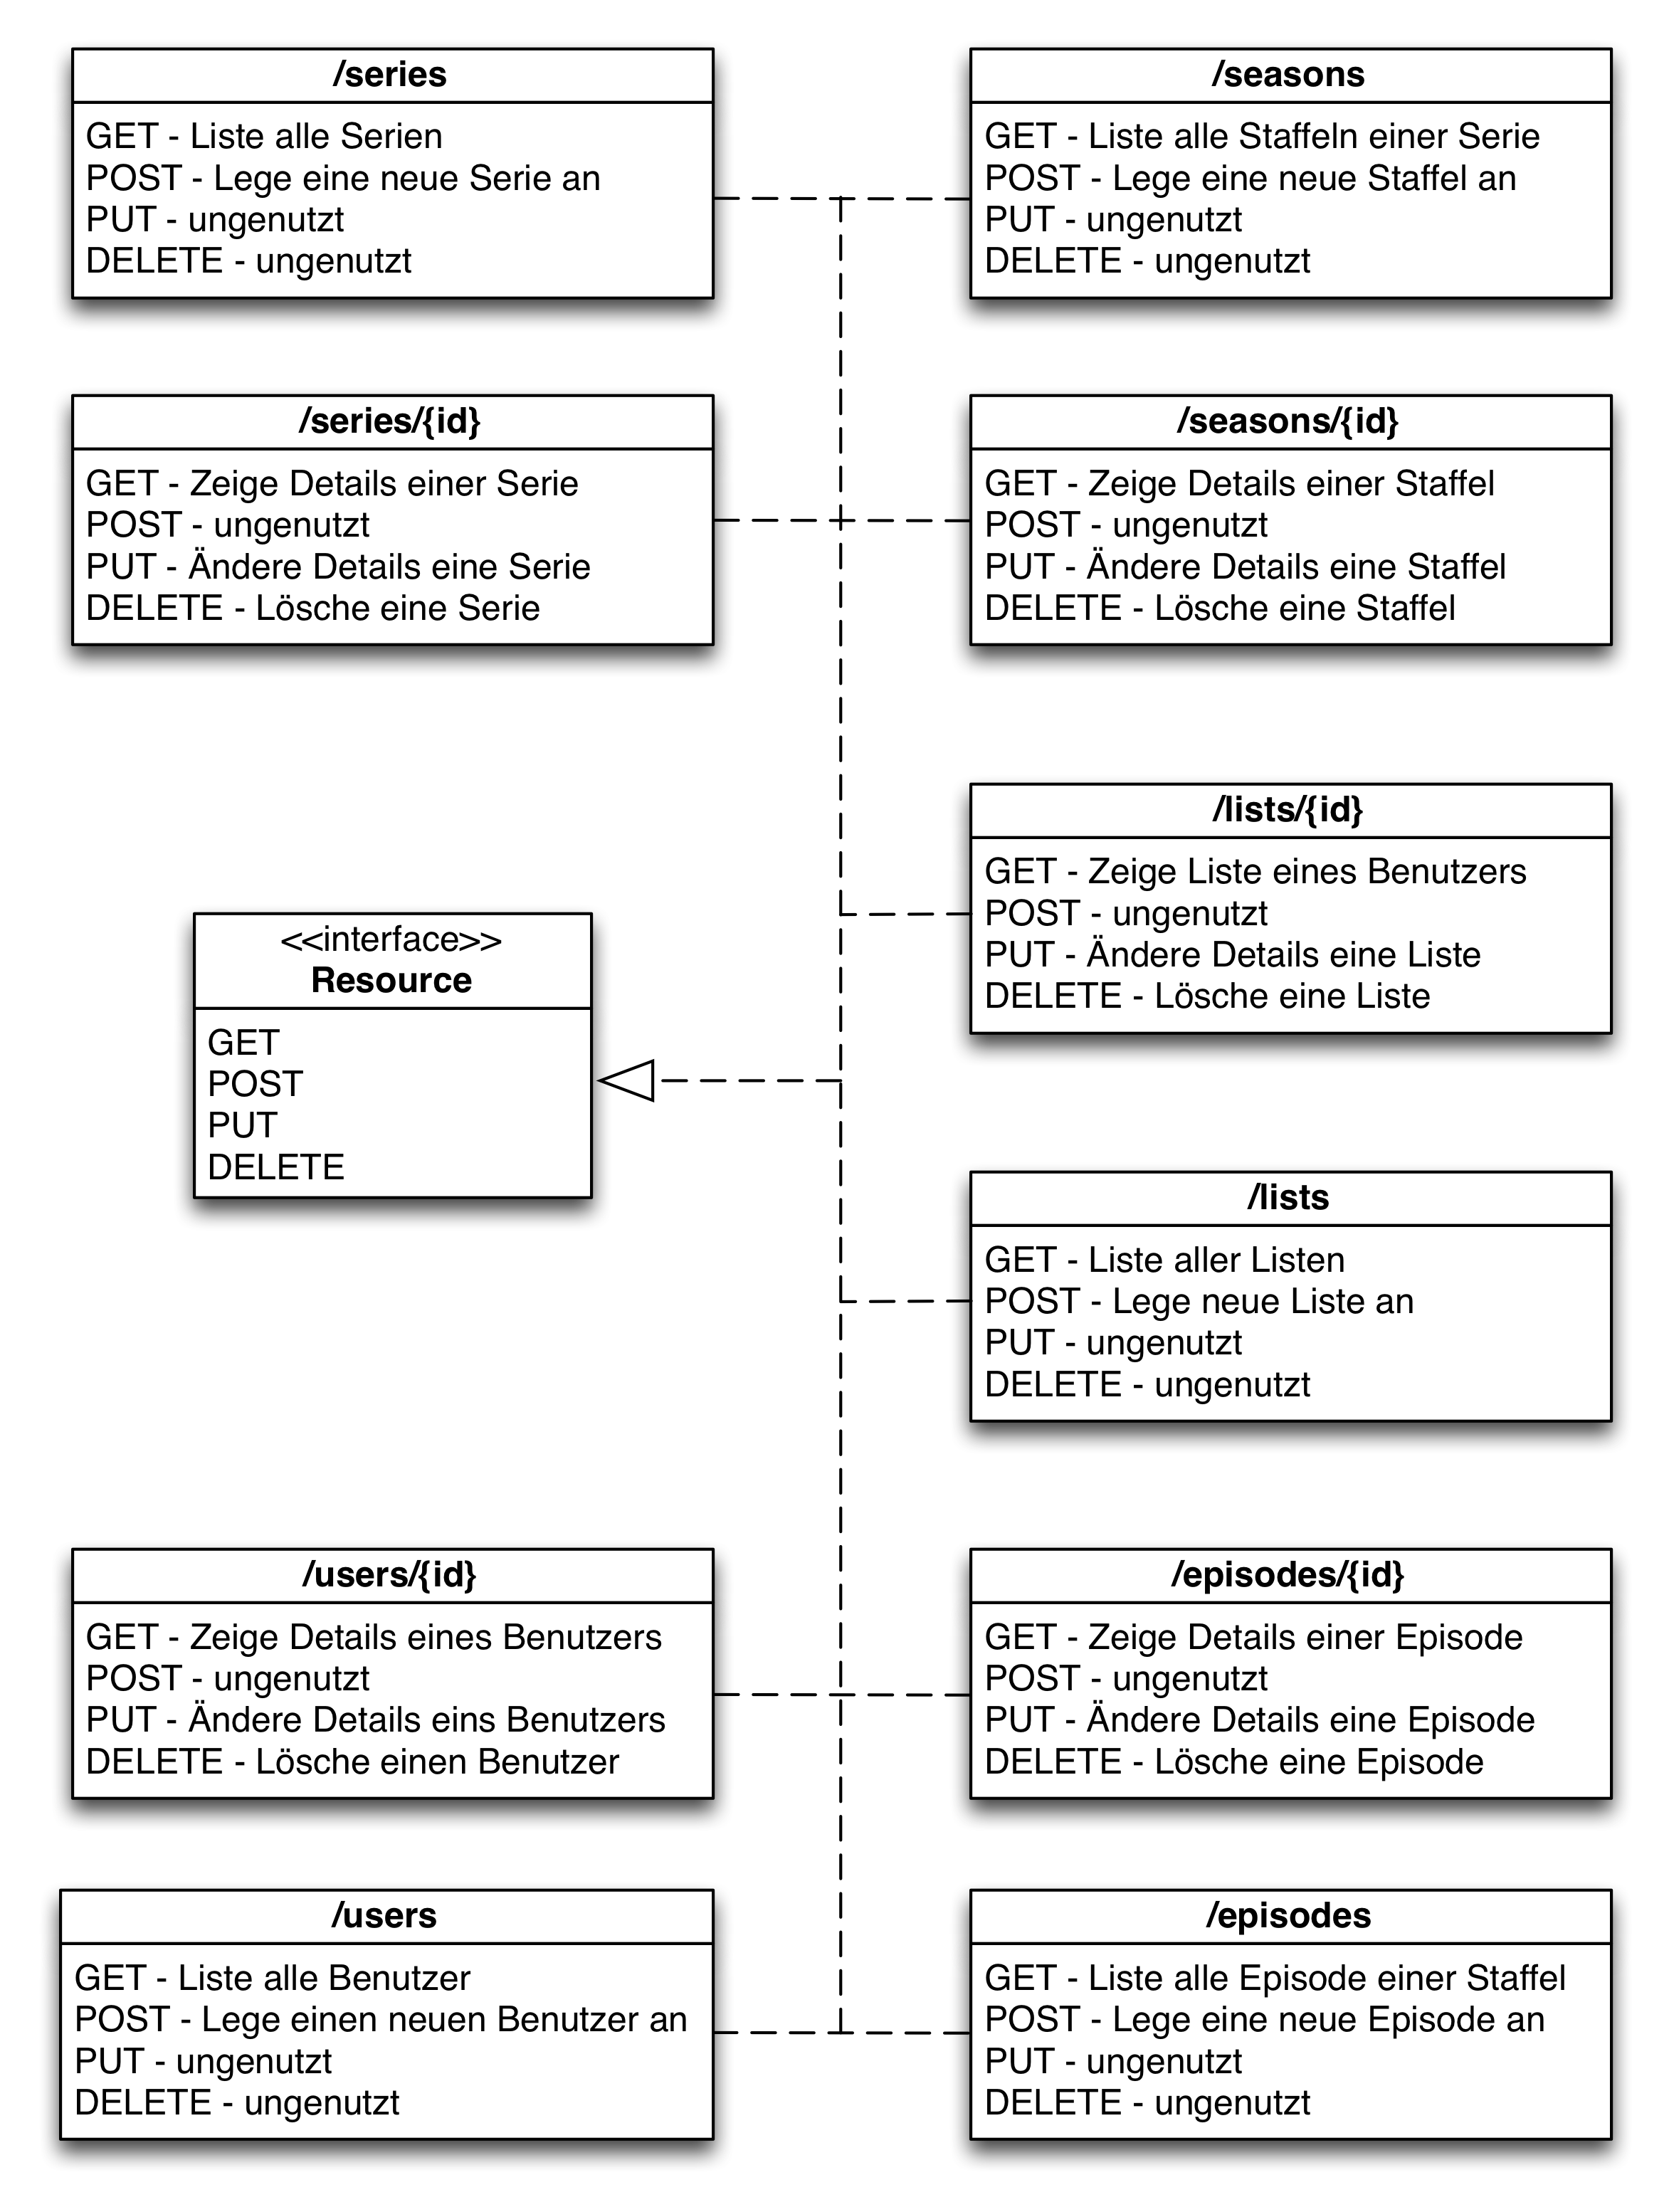 /series
GET - Liste alle Serien
POST - Lege eine neue Serie an
PUT - ungenutzt
DELETE - ungenutzt
/seasons
GET - Liste alle Staffeln einer Serie
POST - Lege eine neue Staffel an
PUT - ungenutzt
DELETE - ungenutzt
/series/{id}
GET - Zeige Details einer Serie
POST - ungenutzt
PUT - Ändere Details eine Serie
DELETE - Lösche eine Serie
/seasons/{id}
GET - Zeige Details einer Staffel
POST - ungenutzt
PUT - Ändere Details eine Staffel
DELETE - Lösche eine Staffel
/lists/{id}
GET - Zeige Liste eines Benutzers
POST - ungenutzt
PUT - Ändere Details eine Liste
DELETE - Lösche eine Liste
<<interface>>
Resource
GET
POST
PUT
DELETE
/lists
GET - Liste aller Listen
POST - Lege neue Liste an
PUT - ungenutzt
DELETE - ungenutzt
/users/{id}
GET - Zeige Details eines Benutzers
POST - ungenutzt
PUT - Ändere Details eins Benutzers
DELETE - Lösche einen Benutzer
/episodes/{id}
GET - Zeige Details einer Episode
POST - ungenutzt
PUT - Ändere Details eine Episode
DELETE - Lösche eine Episode
/users
GET - Liste alle Benutzer
POST - Lege einen neuen Benutzer an
PUT - ungenutzt
DELETE - ungenutzt
/episodes
GET - Liste alle Episode einer Staffel
POST - Lege eine neue Episode an
PUT - ungenutzt
DELETE - ungenutzt